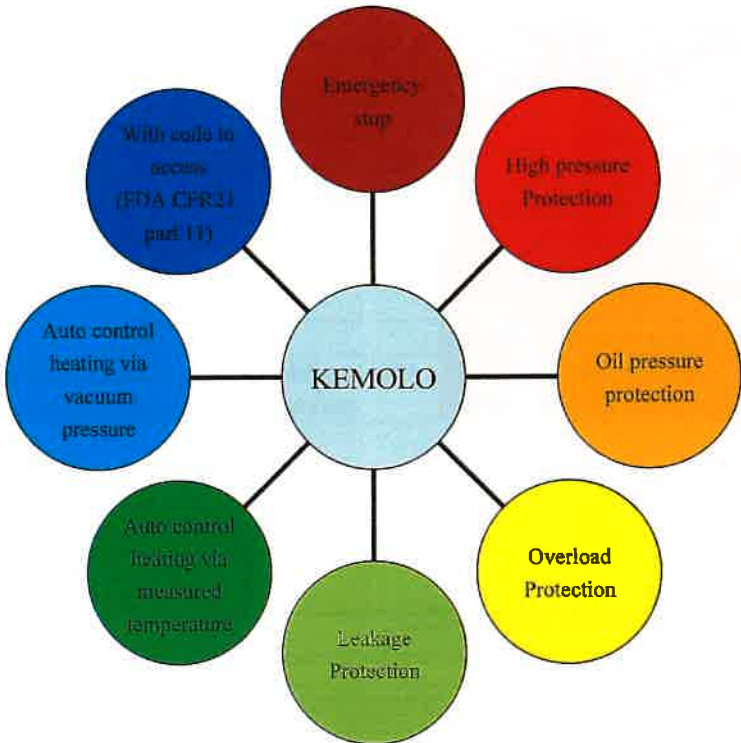 Emergency
stop
High pressure
Protection
Oil pressure
protection
Overload
Protection
Leakage
Protection
Auto control
heating via
measured
temperature
Auto control
heating via
vacuum
pressure
With code to
access
(FDA CFR21
part 11)
KEMOLO